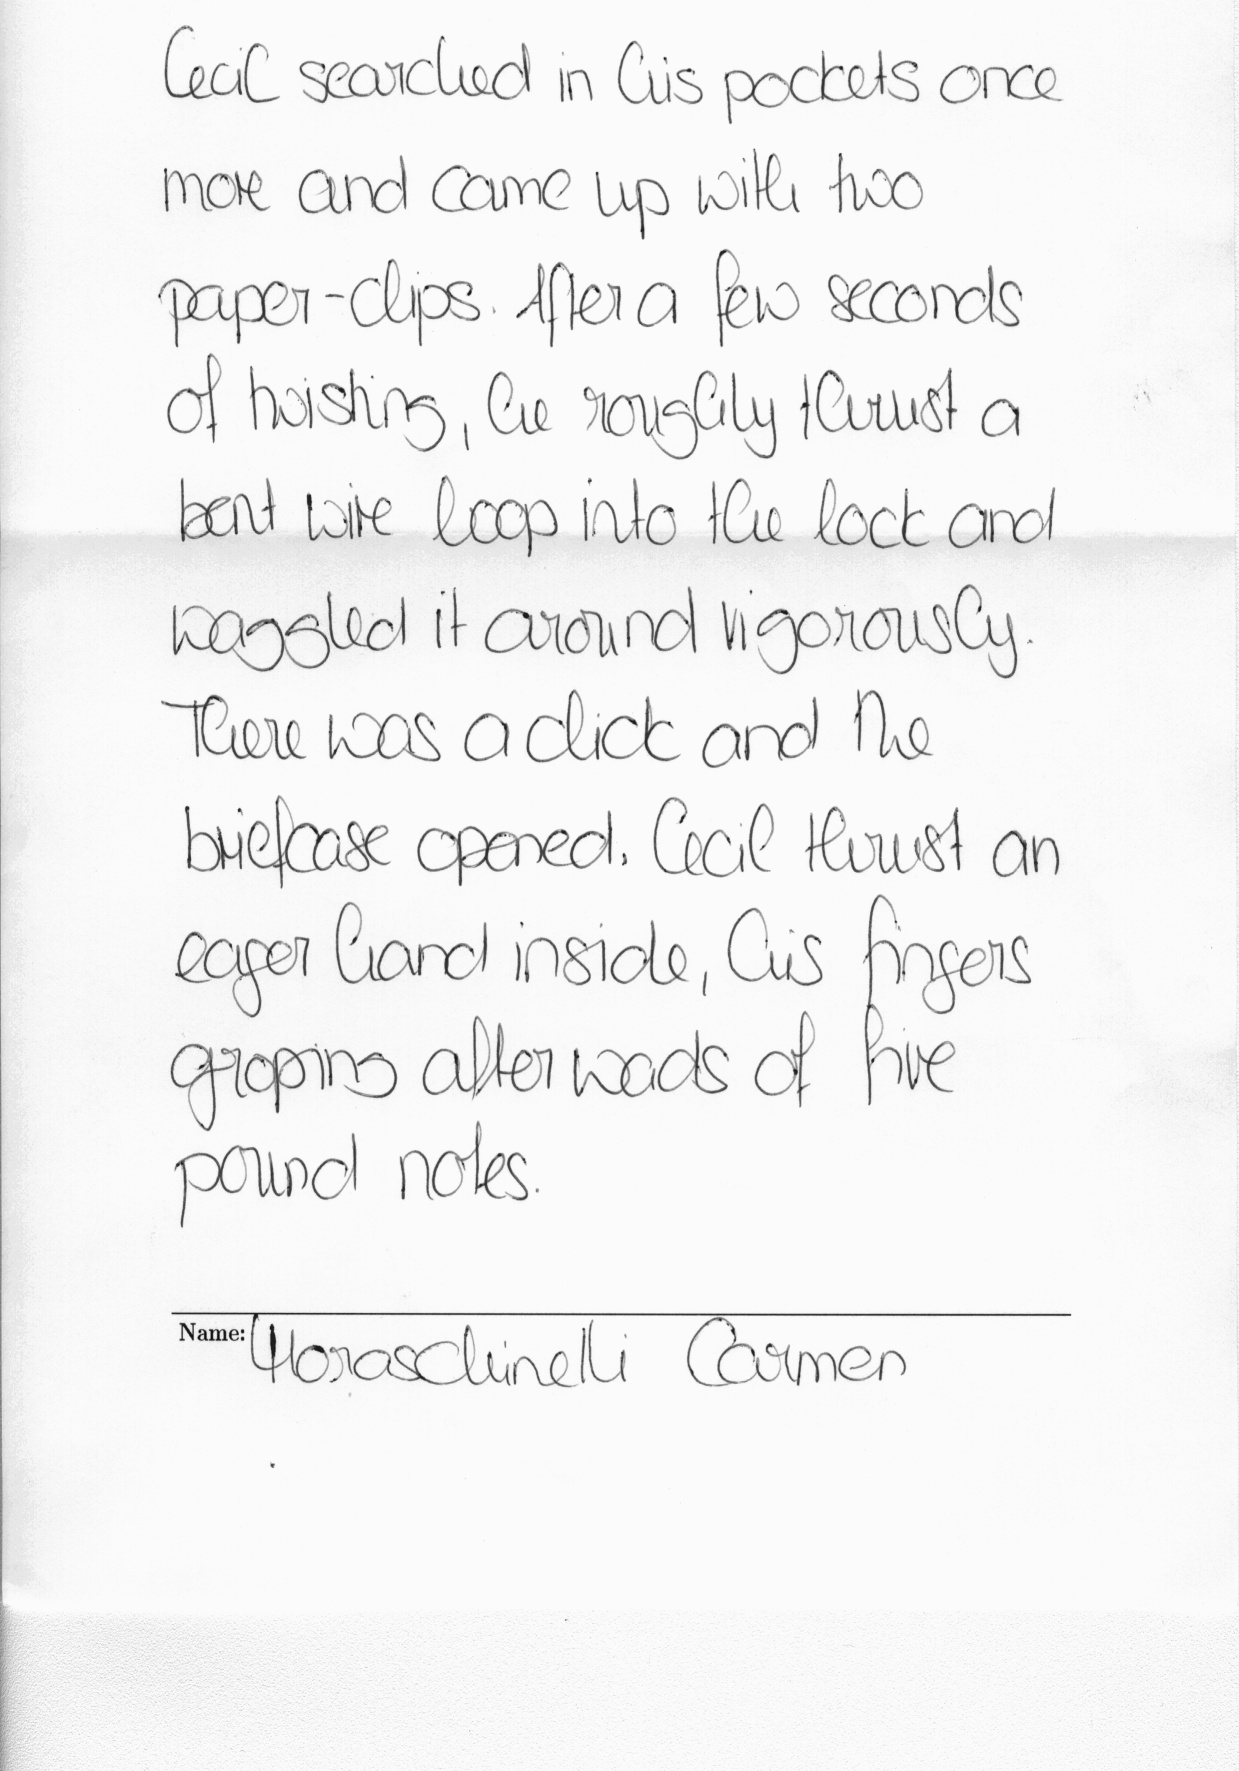 Cecil searched in his pockets once
more and came up with two
paper-clips. After a few seconds
of twisting, he roughly thrust a
bent wire loop into the lock and
waggled it around vigorously.
There was a click and the
briefcase opened. Cecil thrust an
eager hand inside, his fingers
groping after wads of five
pound notes.
Name: Moraschinelli Carmen